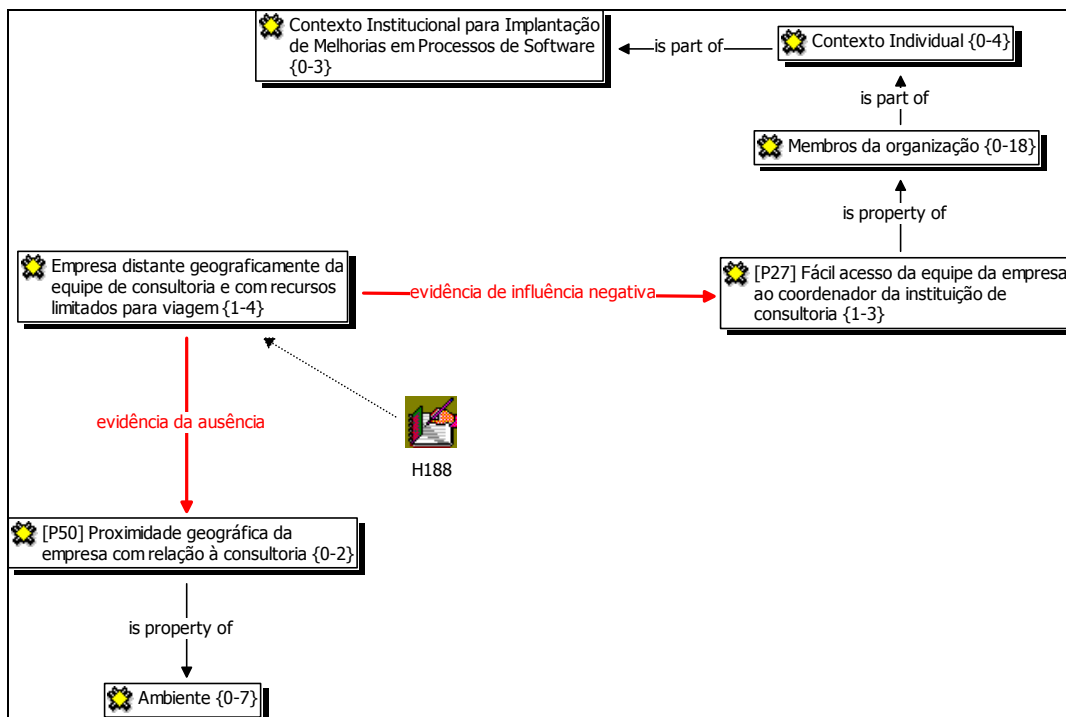 Contexto Institucional para Implantação
de Melhorias em Processos de Software
{0-3}
is part of
Contexto Individual {0-4}
is part of
Membros da organização {0-18}
is property of
Empresa distante geograficamente da
equipe de consultoria e com recursos
limitados para viagem {1-4}
evidência de influência negativa
[P27] Fácil acesso da equipe da empresa
ao coordenador da instituição de
consultoria {1-3}
evidência da ausência
H188
[P50] Proximidade geográfica da
empresa com relação à consultoria {0-2}
is property of
Ambiente {0-7}